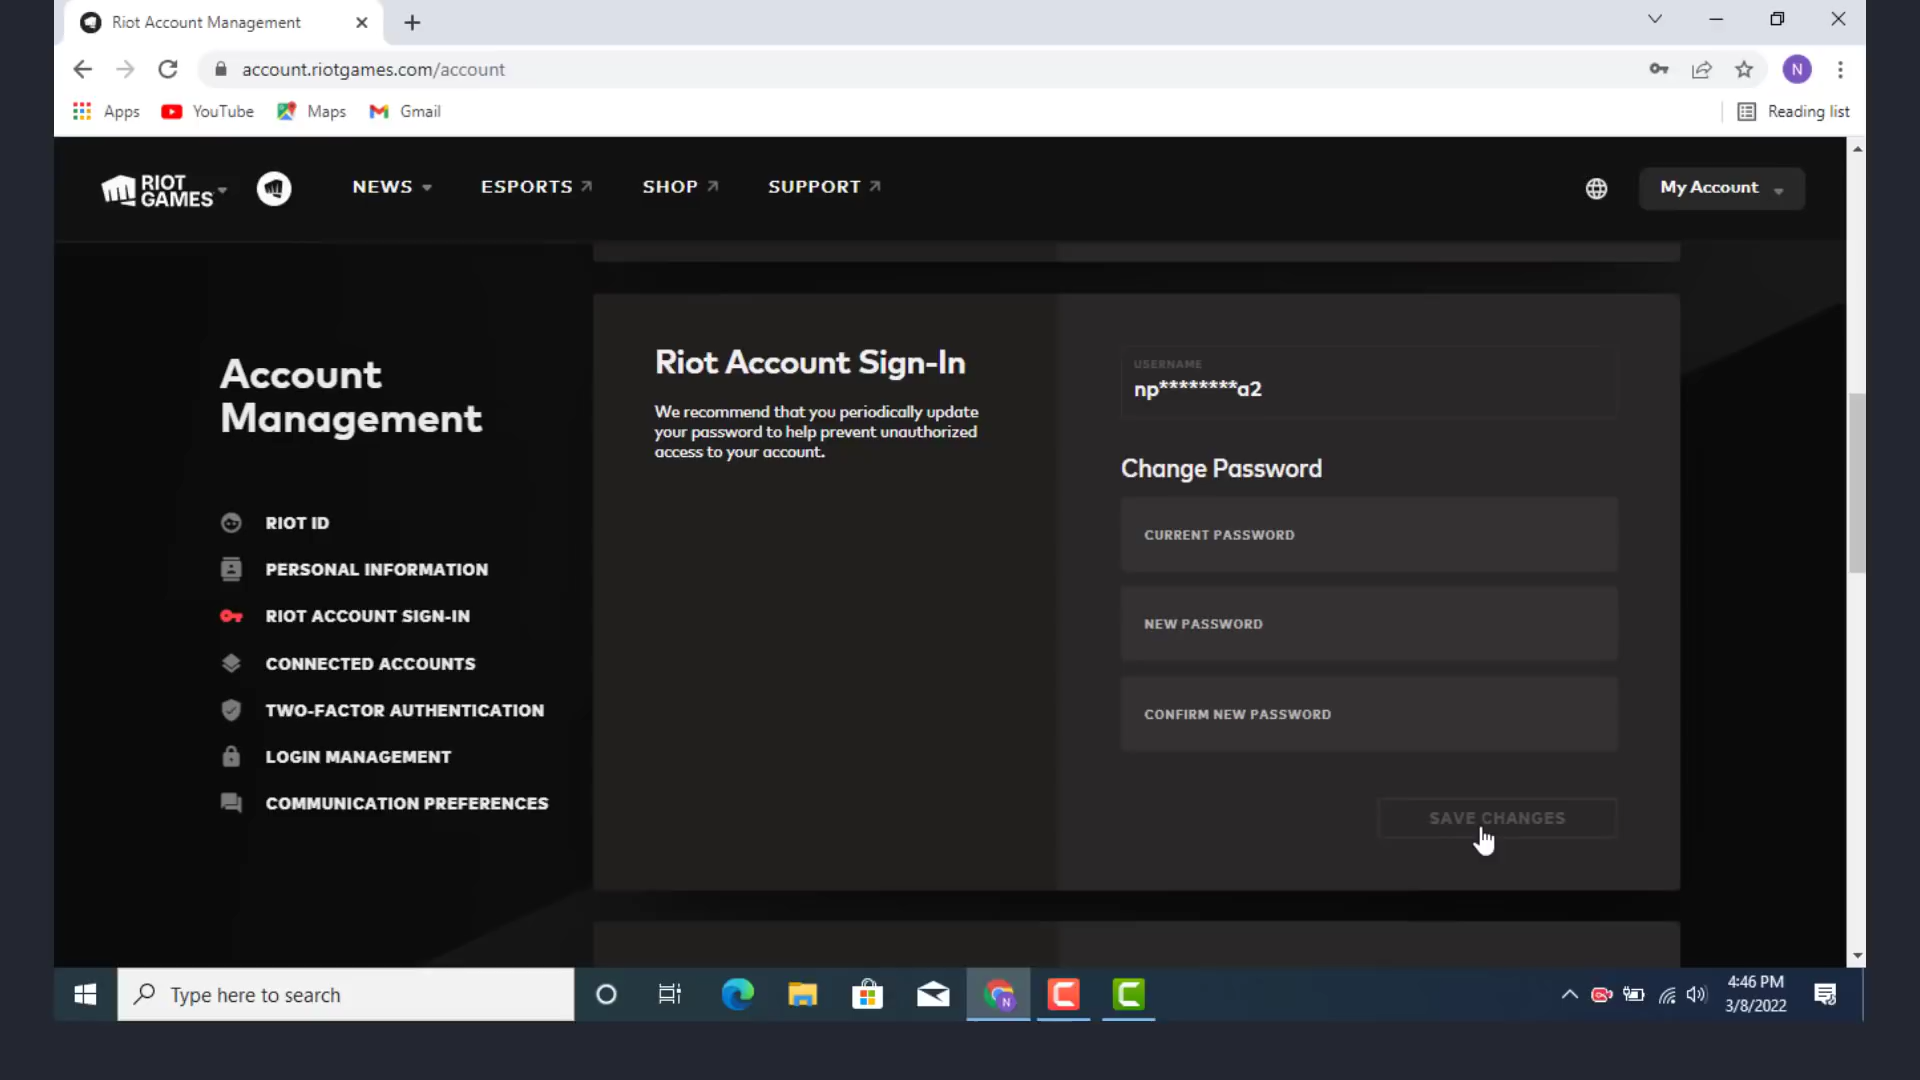 Riot Account Management
account.riotgames.com/account
N
Apps
YouTube
Maps
Gmail
Reading list
RIOT GAMES
NEWS
ESPORTS
SHOP
SUPPORT
My Account
Account
Management
RIOT ID
PERSONAL INFORMATION
RIOT ACCOUNT SIGN-IN
CONNECTED ACCOUNTS
TWO-FACTOR AUTHENTICATION
LOGIN MANAGEMENT
COMMUNICATION PREFERENCES
Riot Account Sign-In
We recommend that you periodically update
your password to help prevent unauthorized
access to your account.
USERNAME
np********a2
Change Password
CURRENT PASSWORD
NEW PASSWORD
CONFIRM NEW PASSWORD
SAVE CHANGES
Type here to search
4:46 PM
3/8/2022